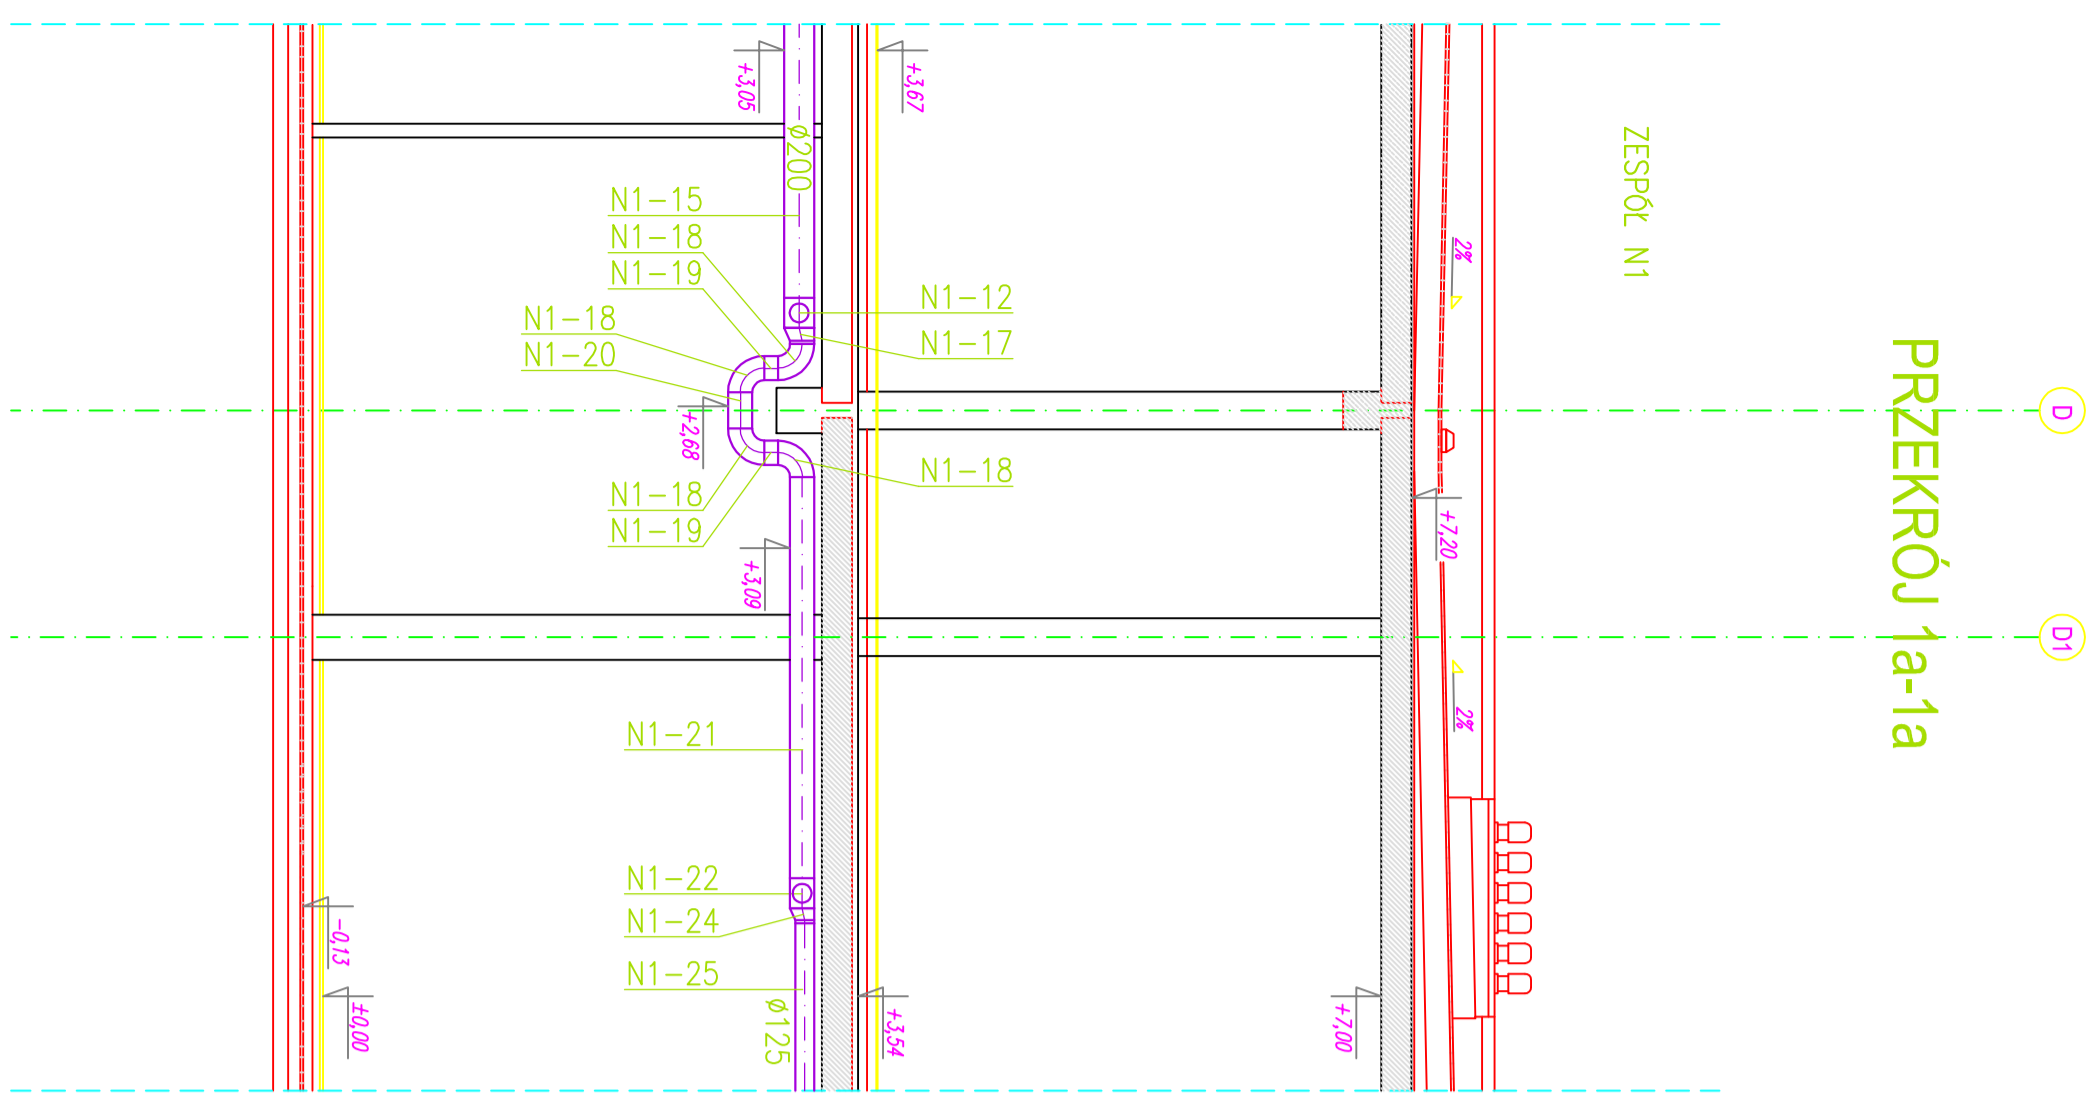 PRZEKRÓJ 1a-1a
D
D1
ZESPÓŁ N1
2%
2%
+7,20
+7,00
+3,67
+3,54
+3,05
Ø200
N1-15
N1-18
N1-19
N1-18
N1-20
N1-12
N1-17
+2,68
N1-18
N1-18
N1-19
+3,09
N1-21
N1-22
N1-24
N1-25
Ø125
-0,13
±0,00